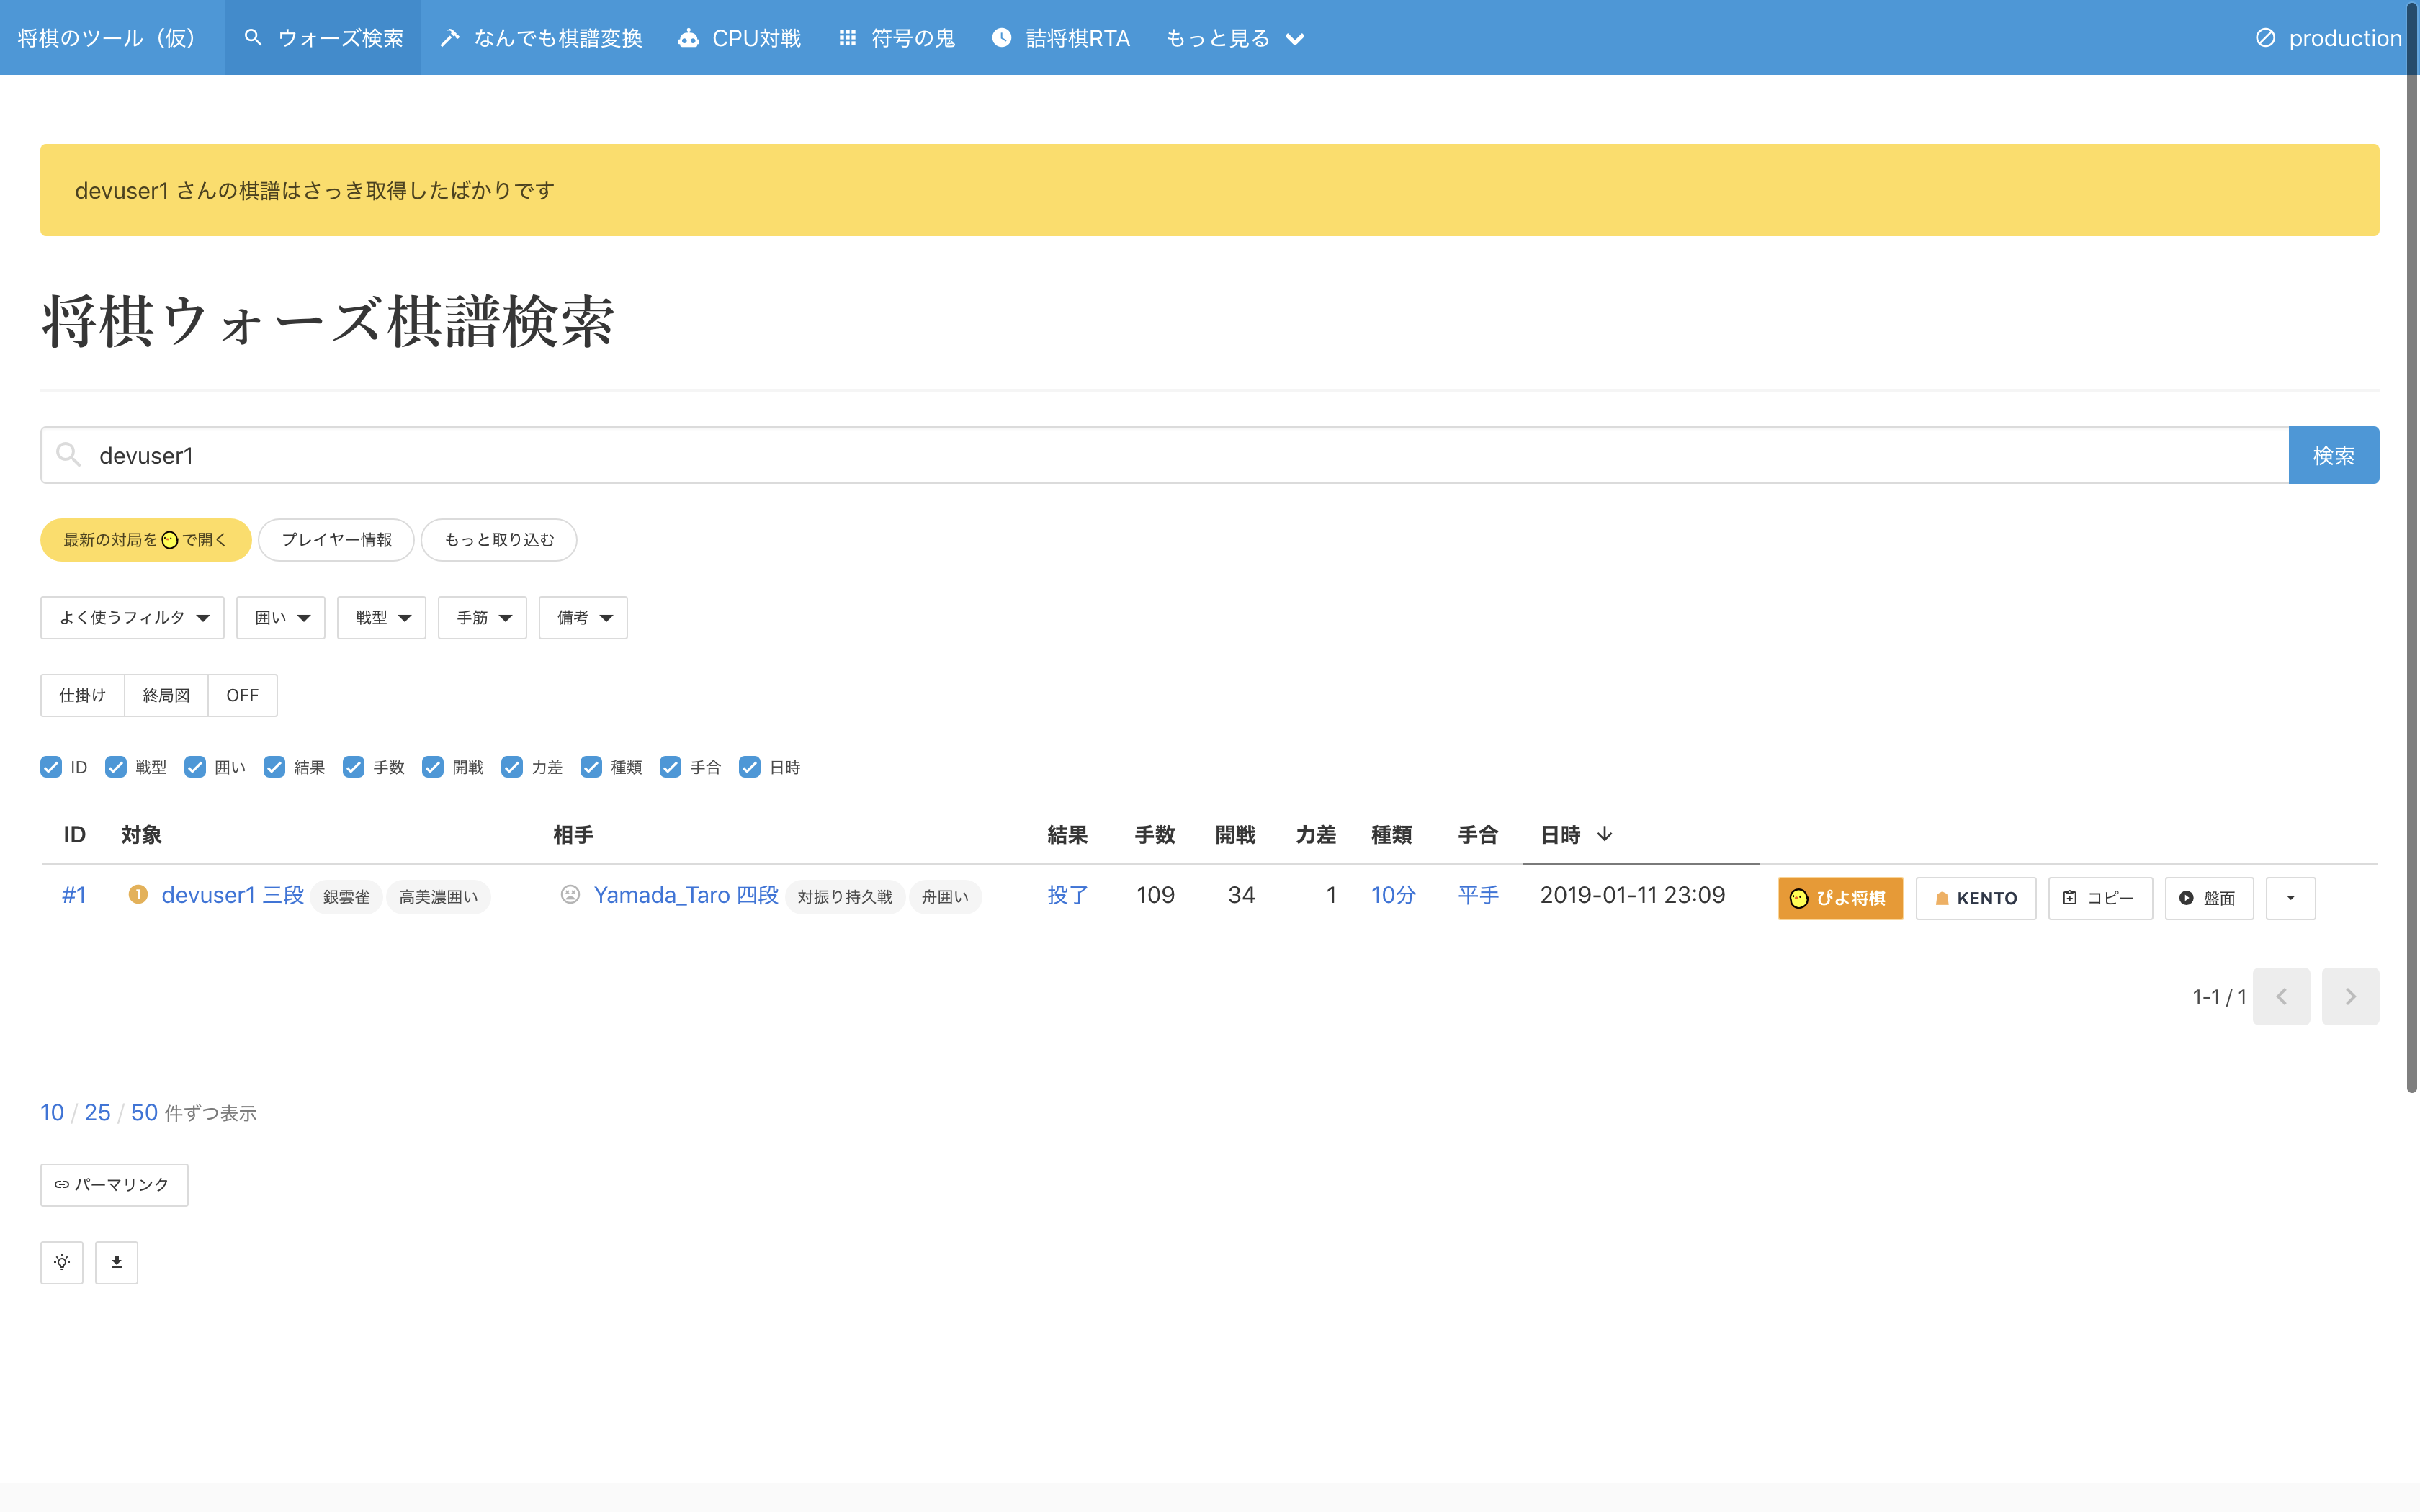 将棋のツール（仮） ウォーズ検索 なんでも棋譜変換 CPU対戦 符号の鬼 詰将棋RTA もっと見る production
devuser1 さんの棋譜はさっき取得したばかりです
将棋ウォーズ棋譜検索
devuser1 検索
最新の対局をで開く プレイヤー情報 もっと取り込む
よく使うフィルタ 囲い 戦型 手筋 備考
仕掛け 終局図 OFF
ID 戦型 囲い 結果 手数 開戦 力差 種類 手合 日時
ID 対象 相手 結果 手数 開戦 力差 種類 手合 日時
#1 1 devuser1 三段 銀雲雀 高美濃囲い Yamada_Taro 四段 対振り持久戦 舟囲い 投了 109 34 1 10分 平手 2019-01-11 23:09 ぴよ将棋 KENTO コピー 盤面
1-1 / 1
10 / 25 / 50 件ずつ表示
パーマリンク